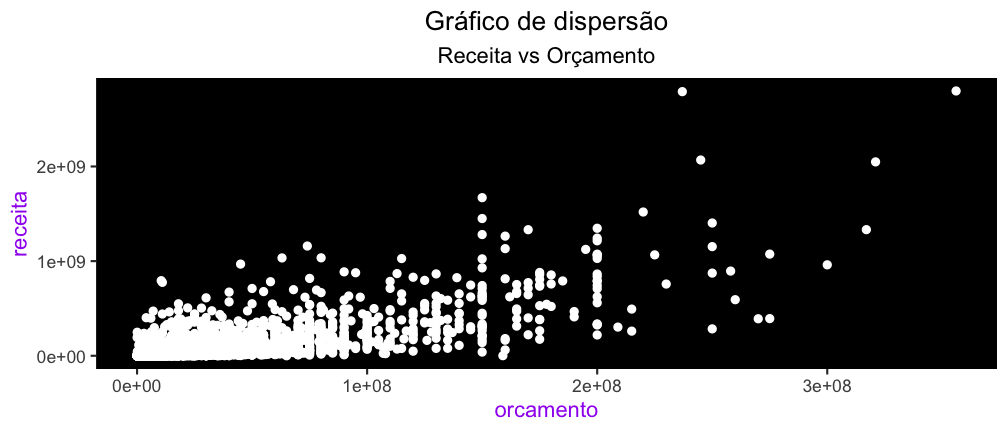 Gráfico de dispersão
Receita vs Orçamento
receita
2e+09
1e+09
0e+00
0e+00 1e+08 2e+08 3e+08
orcamento